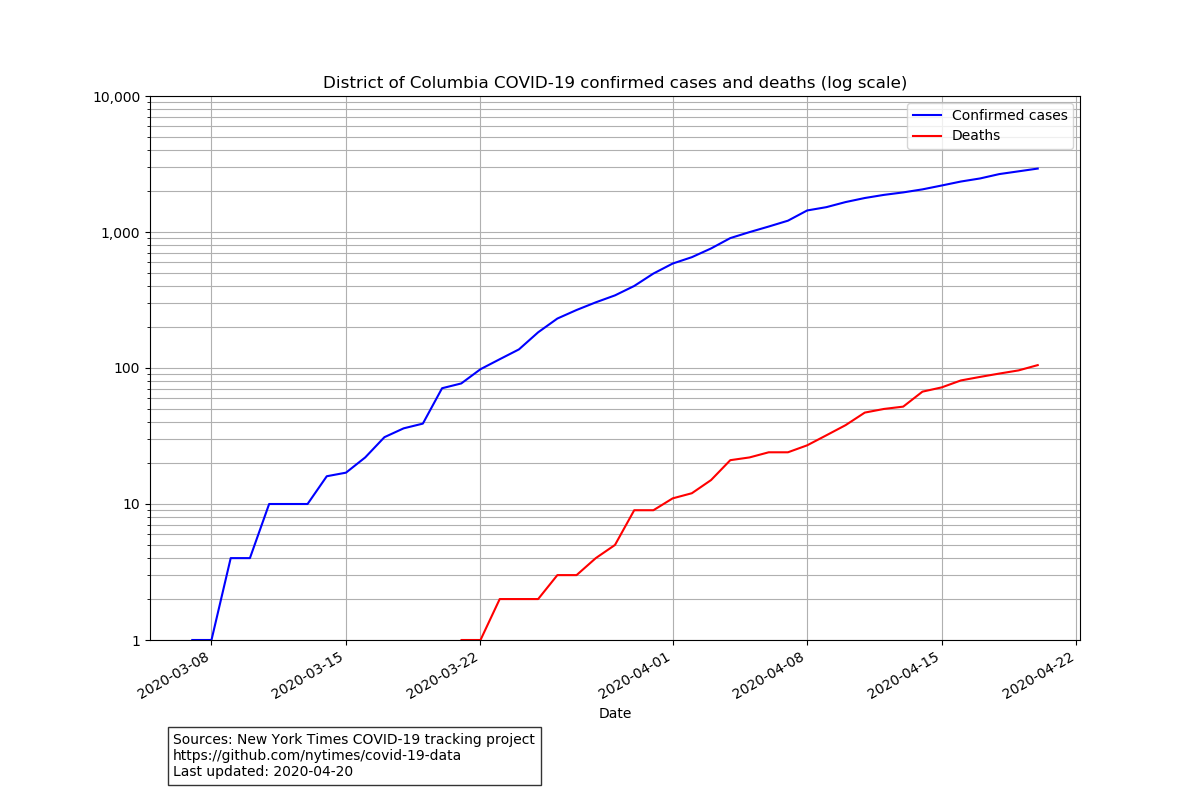 District of Columbia COVID-19 confirmed cases and deaths (log scale)
10,000
1,000
100
10
1
Confirmed cases
Deaths
2020-03-08
2020-03-15
2020-03-22
2020-04-01
2020-04-08
2020-04-15
2020-04-22
Date
Sources: New York Times COVID-19 tracking project
https://github.com/nytimes/covid-19-data
Last updated: 2020-04-20